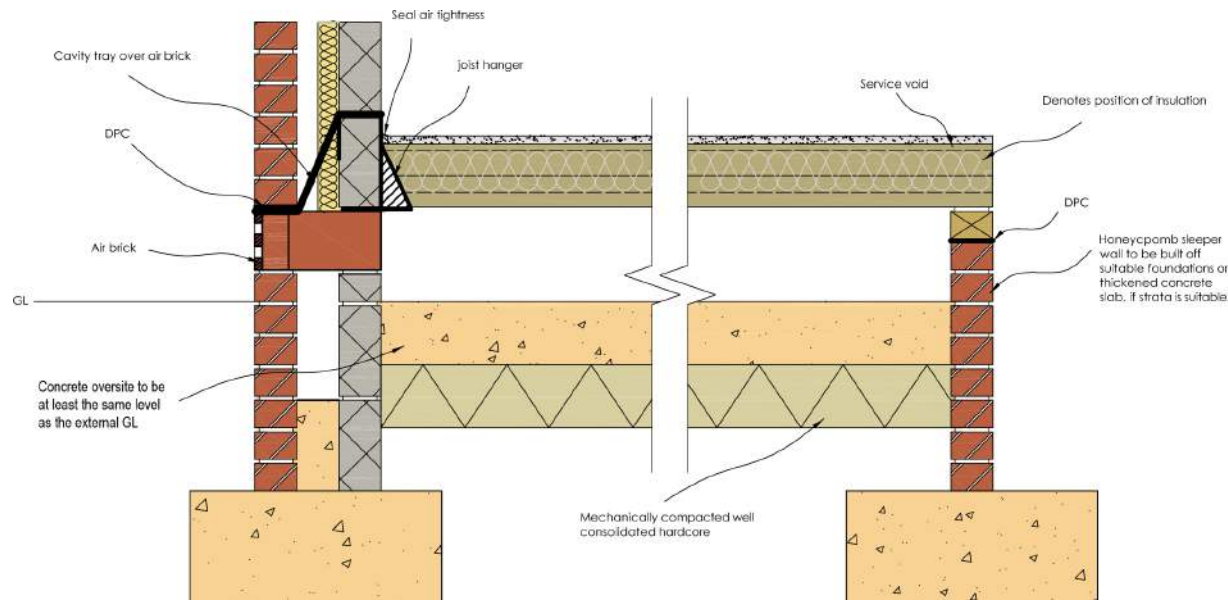 Seal air tightness
Cavity tray over air brick
joist hanger
Service void
Denotes position of insulation
DPC
DPC
Air brick
Honeycpomb sleeper
wall to be built off
suitable foundations or
thickened concrete
slab, if strata is suitable
GL
Concrete oversite to be
at least the same level
as the external GL
Mechanically compacted well
consolidated hardcore